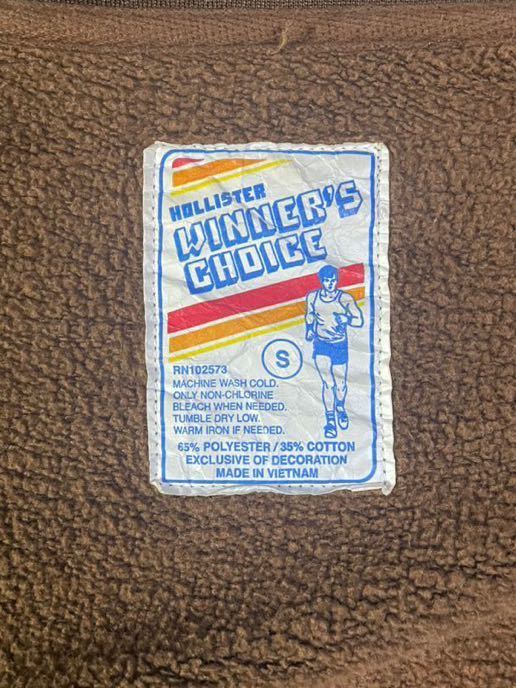 HOLLISTER
WINNER'S
CHOICE
S
RN102573
MACHINE WASH COLD.
ONLY NON-CHLORINE
BLEACH WHEN NEEDED.
TUMBLE DRY LOW.
WARM IRON IF NEEDED.
65% POLYESTER / 35% COTTON
EXCLUSIVE OF DECORATION
MADE IN VIETNAM